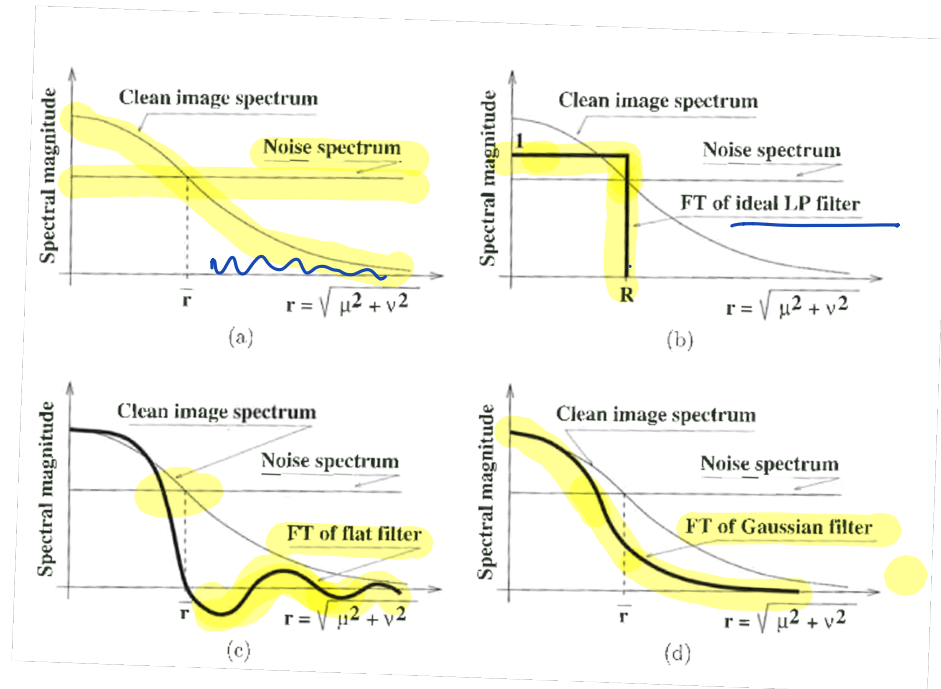 Spectral magnitude
Clean image spectrum
Noise spectrum
r̅
r = √μ² + ν²
(a)
Spectral magnitude
Clean image spectrum
1
Noise spectrum
FT of ideal LP filter
R
r = √μ² + ν²
(b)
Spectral magnitude
Clean image spectrum
Noise spectrum
FT of flat filter
r̅
r = √μ² + ν²
(c)
Spectral magnitude
Clean image spectrum
Noise spectrum
FT of Gaussian filter
r̅
r = √μ² + ν²
(d)